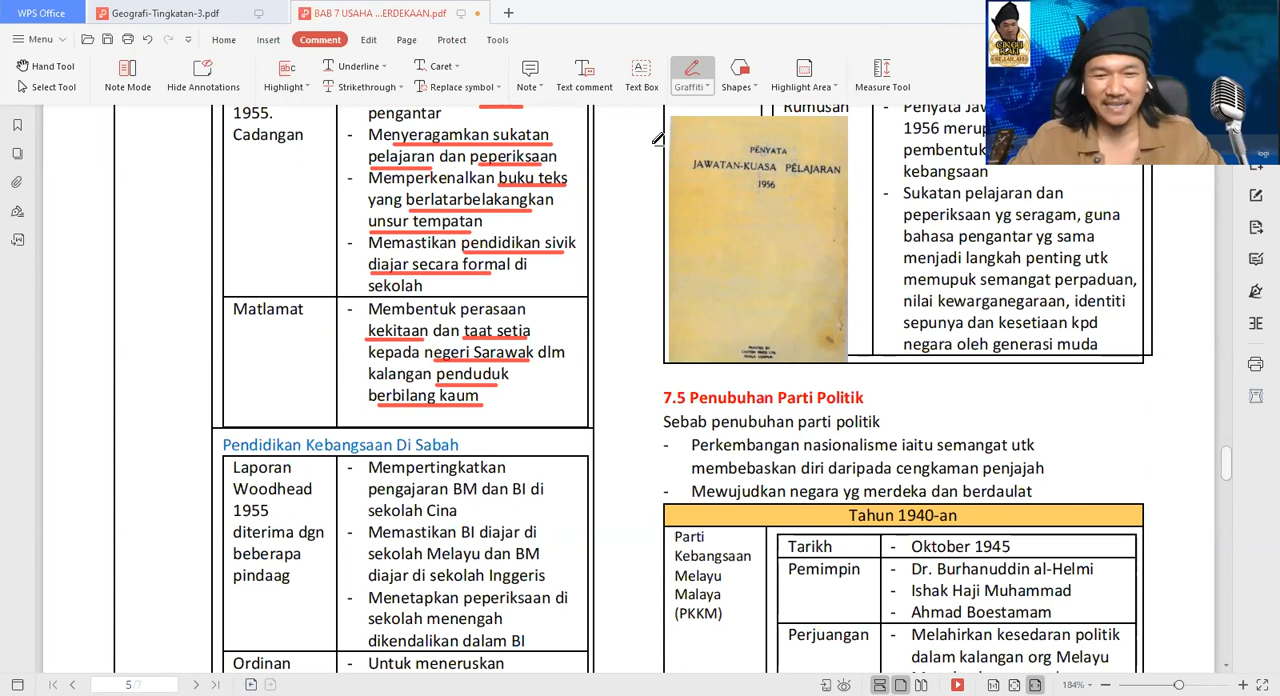 WPS Office
Geografi-Tingkatan-3.pdf
BAB 7 USAHA ...ERDEKAAN.pdf
Menu
Home
Insert
Comment
Edit
Page
Protect
Tools
Hand Tool
Select Tool
Note Mode
Hide Annotations
Highlight
Underline
Strikethrough
Caret
Replace symbol
Note
Text comment
Text Box
Graffiti
Shapes
Highlight Area
Measure Tool
CIKGU
SEJARAH
logi
1955.
Cadangan
pengantar
- Menyeragamkan sukatan
pelajaran dan peperiksaan
- Memperkenalkan buku teks
yang berlatarbelakangkan
unsur tempatan
- Memastikan pendidikan sivik
diajar secara formal di
sekolah
Matlamat
- Membentuk perasaan
kekitaan dan taat setia
kepada negeri Sarawak dlm
kalangan penduduk
berbilang kaum
Pendidikan Kebangsaan Di Sabah
Laporan
Woodhead
1955
diterima dgn
beberapa
pindaag
- Mempertingkatkan
pengajaran BM dan BI di
sekolah Cina
- Memastikan BI diajar di
sekolah Melayu dan BM
diajar di sekolah Inggeris
- Menetapkan peperiksaan di
sekolah menengah
dikendalikan dalam BI
Ordinan
- Untuk meneruskan
Rumusan
PENYATA
JAWATAN-KUASA PELAJARAN
1956
- Penyata Jaw
1956 meru
pembentuk
kebangsaan
- Sukatan pelajaran dan
peperiksaan yg seragam, guna
bahasa pengantar yg sama
menjadi langkah penting utk
memupuk semangat perpaduan,
nilai kewarganegaraan, identiti
sepunya dan kesetiaan kpd
negara oleh generasi muda
7.5 Penubuhan Parti Politik
Sebab penubuhan parti politik
- Perkembangan nasionalisme iaitu semangat utk
membebaskan diri daripada cengkaman penjajah
- Mewujudkan negara yg merdeka dan berdaulat
Tahun 1940-an
Parti
Kebangsaan
Melayu
Malaya
(PKKM)
Tarikh
- Oktober 1945
Pemimpin
- Dr. Burhanuddin al-Helmi
- Ishak Haji Muhammad
- Ahmad Boestamam
Perjuangan
- Melahirkan kesedaran politik
dalam kalangan org Melayu
5/7
184%